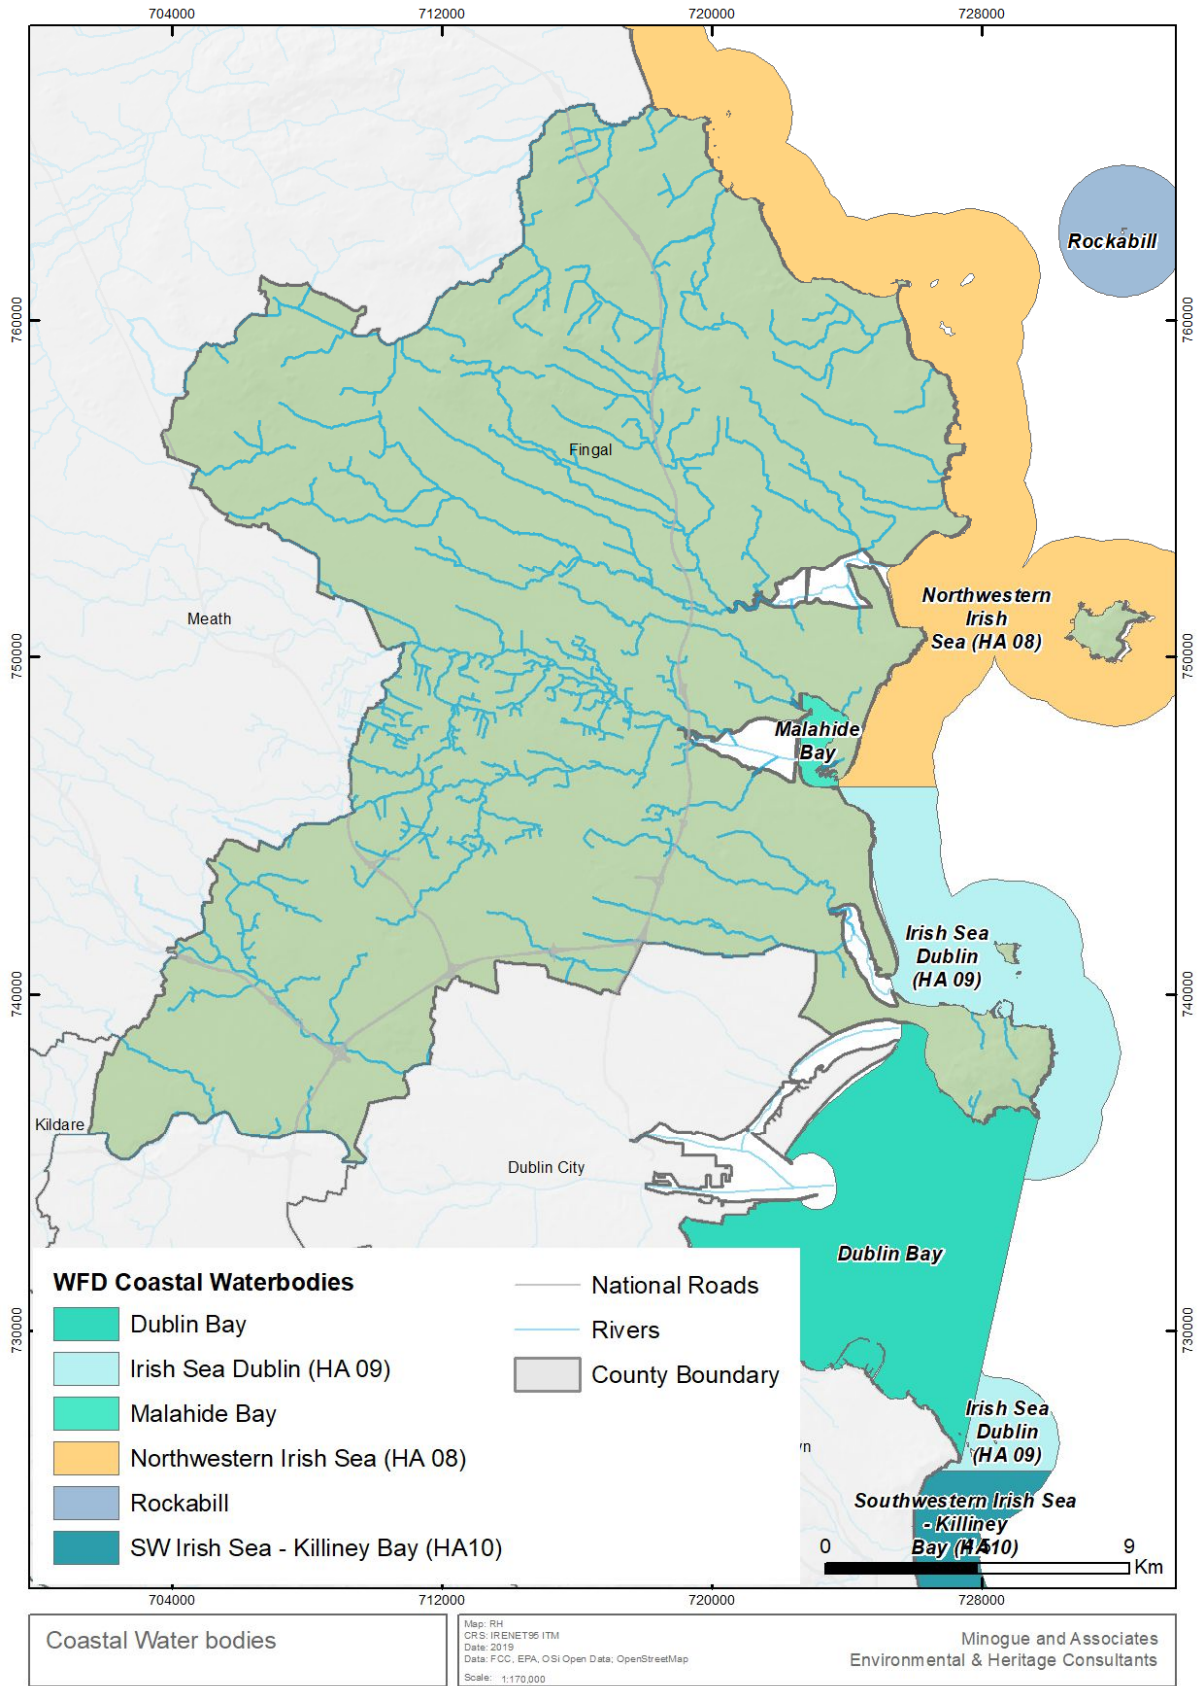 704000
712000
720000
728000
760000
760000
Rockabill
Fingal
Meath
Northwestern
Irish
Sea (HA 08)
750000
750000
Malahide
Bay
Irish Sea
Dublin
(HA 09)
740000
740000
Kildare
Dublin City
Dublin Bay
WFD Coastal Waterbodies
Dublin Bay
Irish Sea Dublin (HA 09)
Malahide Bay
Northwestern Irish Sea (HA 08)
Rockabill
SW Irish Sea - Killiney Bay (HA10)
National Roads
Rivers
County Boundary
730000
730000
Irish Sea
Dublin
(HA 09)
vn
Southwestern Irish Sea
- Killiney
Bay (HA10)
0
4.5
9
Km
704000
712000
720000
728000
Coastal Water bodies
Map: RH
CRS: IRENET95 ITM
Date: 2019
Data: FCC, EPA, OSi Open Data; OpenStreetMap
Scale: 1:170,000
Minogue and Associates
Environmental & Heritage Consultants